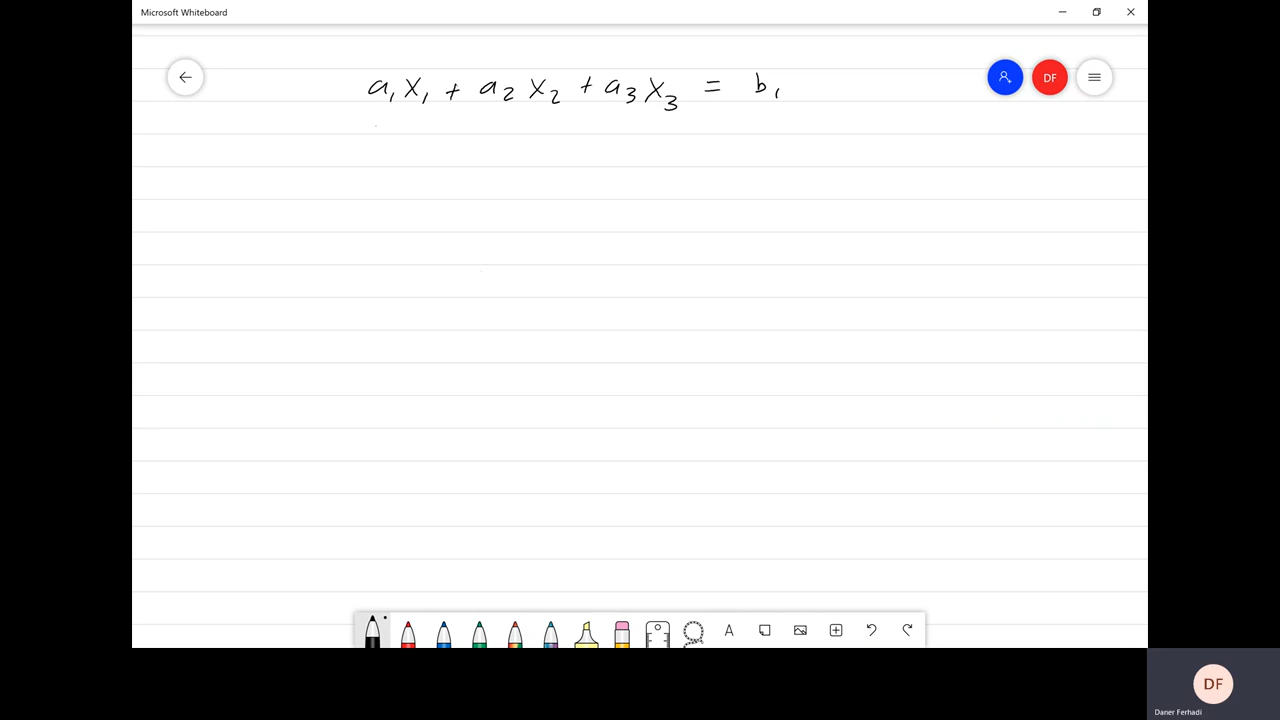 Microsoft Whiteboard
a₁x₁ + a₂x₂ + a₃x₃ = b₁
DF
A
DF
Daner Ferhadi